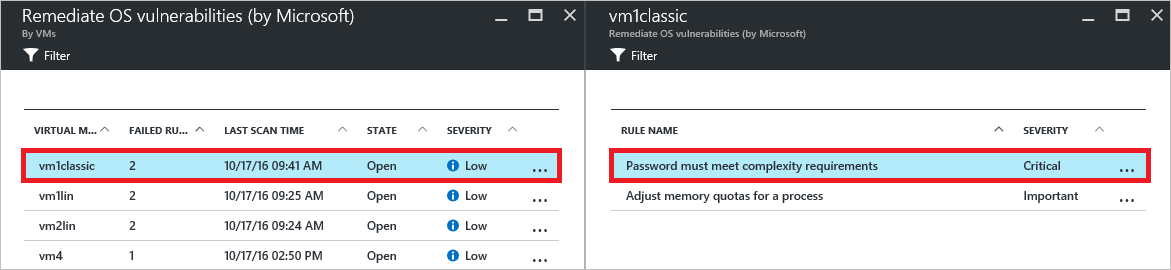 Remediate OS vulnerabilities (by Microsoft)
By VMs
Filter
VIRTUAL M... FAILED RU... LAST SCAN TIME STATE SEVERITY
vm1classic 2 10/17/16 09:41 AM Open Low ...
vm1lin 2 10/17/16 09:25 AM Open Low ...
vm2lin 2 10/17/16 09:24 AM Open Low ...
vm4 1 10/17/16 02:50 PM Open Low ...
vm1classic
Remediate OS vulnerabilities (by Microsoft)
Filter
RULE NAME SEVERITY
Password must meet complexity requirements Critical ...
Adjust memory quotas for a process Important ...